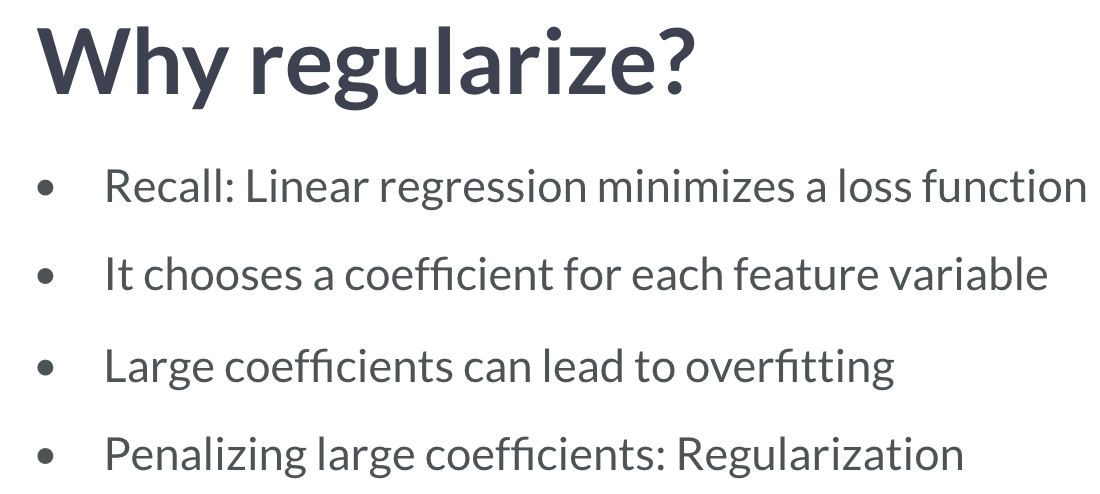 Why regularize?
• Recall: Linear regression minimizes a loss function
• It chooses a coefficient for each feature variable
• Large coefficients can lead to overfitting
• Penalizing large coefficients: Regularization